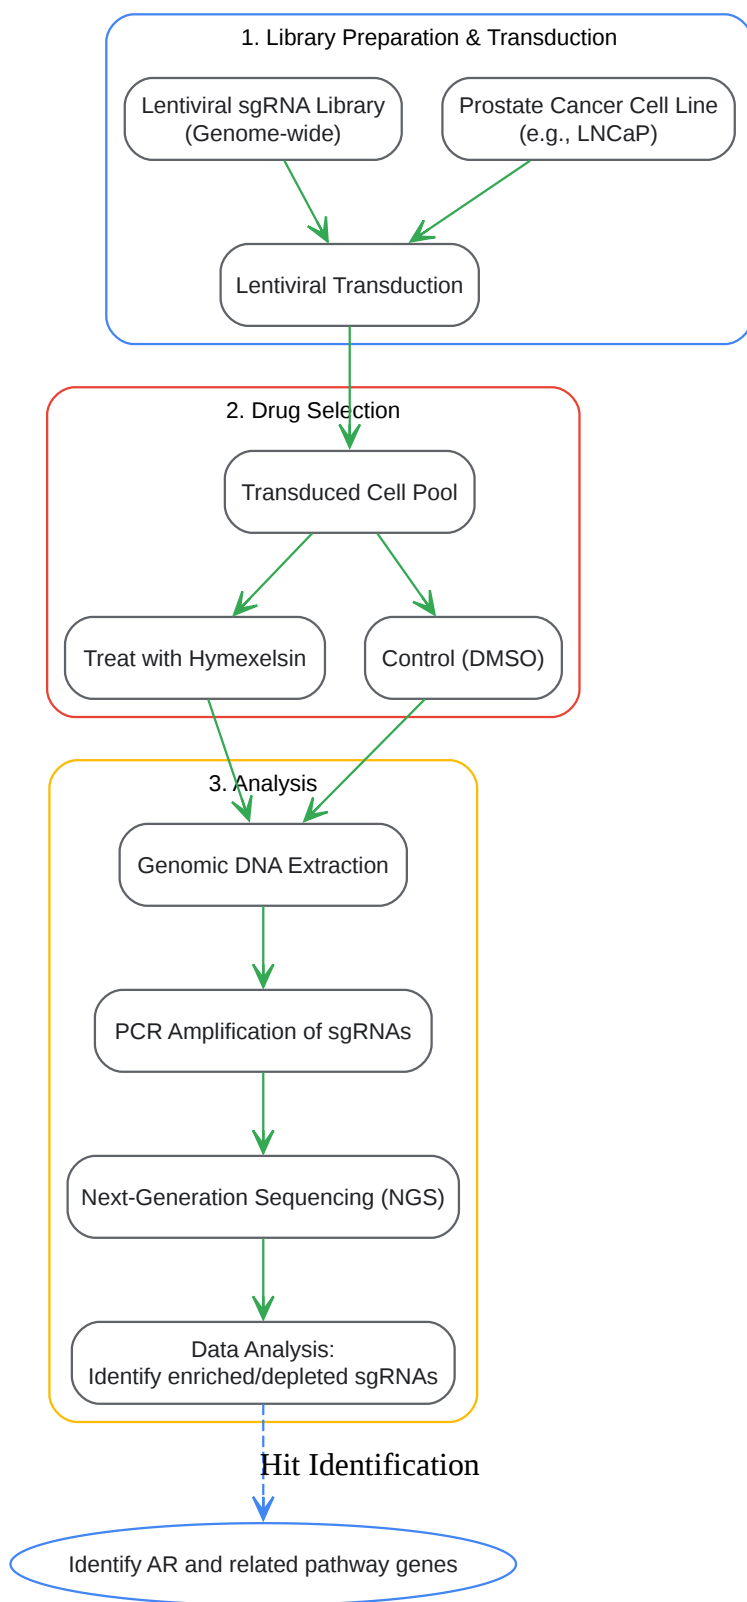 1. Library Preparation & Transduction
Lentiviral sgRNA Library
(Genome-wide)
Prostate Cancer Cell Line
(e.g., LNCaP)
Lentiviral Transduction
2. Drug Selection
Transduced Cell Pool
Treat with Hymexelsin
Control (DMSO)
3. Analysis
Genomic DNA Extraction
PCR Amplification of sgRNAs
Next-Generation Sequencing (NGS)
Data Analysis:
Identify enriched/depleted sgRNAs
Hit Identification
Identify AR and related pathway genes